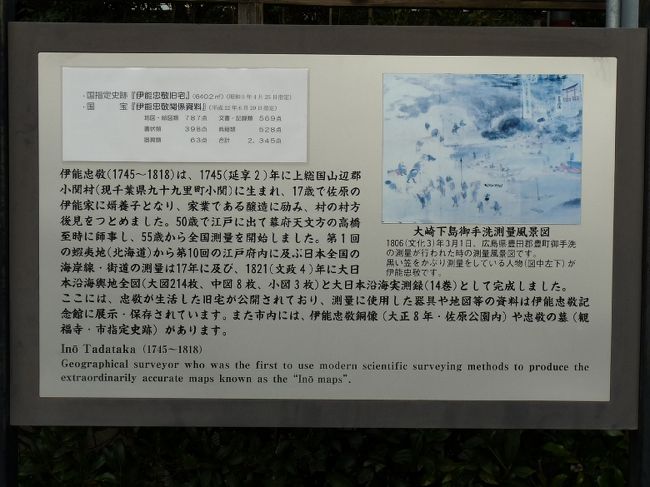 ・国指定史跡『伊能忠敬旧宅』(6402㎡)(昭和5年4月25日指定)
・国　　宝『伊能忠敬関係資料』(平成22年6月29日指定)
地図・絵図類 787点 文書・記録類 569点
書状類 398点 典籍類 528点
器具類 63点 合計 2,345点
伊能忠敬(1745～1818)は、1745(延享2)年に上総国山辺郡
小関村(現千葉県九十九里町小関)に生まれ、17歳で佐原の
伊能家に婿養子となり、家業である醸造に励み、村の村方
後見をつとめました。50歳で江戸に出て幕府天文方の高橋
至時に師事し、55歳から全国測量を開始しました。第1回
の蝦夷地(北海道)から第10回の江戸府内に及ぶ日本全国の
海岸線・街道の測量は17年に及び、1821(文政4)年に大日
本沿海輿地全図(大図214枚、中図8枚、小図3枚)と大日本沿海実測録(14巻)として完成しました。
ここには、忠敬が生活した旧宅が公開されており、測量に使用した器具や地図等の資料は伊能忠敬記
念館に展示・保存されています。また市内には、伊能忠敬銅像(大正8年・佐原公園内)や忠敬の墓(観
福寺・市指定史跡)があります。
大崎下島御手洗測量風景図
1806(文化3)年3月1日、広島県豊田郡豊町御手洗
の測量が行われた時の測量風景図です。
黒い笠をかぶり測量をしている人物(図中左下)が
伊能忠敬です。
Inō Tadataka (1745～1818)
Geographical surveyor who was the first to use modern scientific surveying methods to produce the
extraordinarily accurate maps known as the "Inō maps".